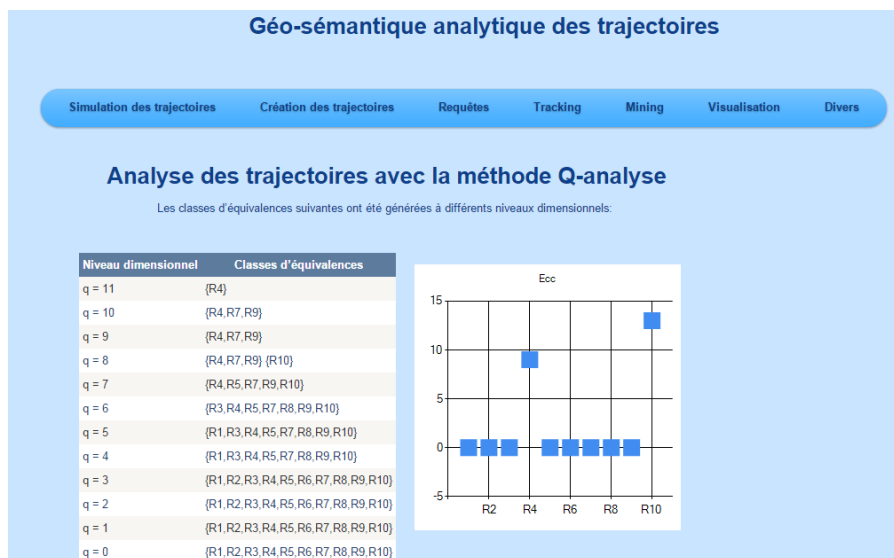 Géo-sémantique analytique des trajectoires
Simulation des trajectoires Création des trajectoires Requêtes Tracking Mining Visualisation Divers
Analyse des trajectoires avec la méthode Q-analyse
Les classes d'équivalences suivantes ont été générées à différents niveaux dimensionnels:
Niveau dimensionnel Classes d'équivalences
q = 11 {R4}
q = 10 {R4,R7,R9}
q = 9 {R4,R7,R9}
q = 8 {R4,R7,R9} {R10}
q = 7 {R4,R5,R7,R9,R10}
q = 6 {R3,R4,R5,R7,R8,R9,R10}
q = 5 {R1,R3,R4,R5,R7,R8,R9,R10}
q = 4 {R1,R3,R4,R5,R7,R8,R9,R10}
q = 3 {R1,R2,R3,R4,R5,R6,R7,R8,R9,R10}
q = 2 {R1,R2,R3,R4,R5,R6,R7,R8,R9,R10}
q = 1 {R1,R2,R3,R4,R5,R6,R7,R8,R9,R10}
q = 0 {R1,R2,R3,R4,R5,R6,R7,R8,R9,R10}
Ecc
15
10
5
0
-5
R2 R4 R6 R8 R10